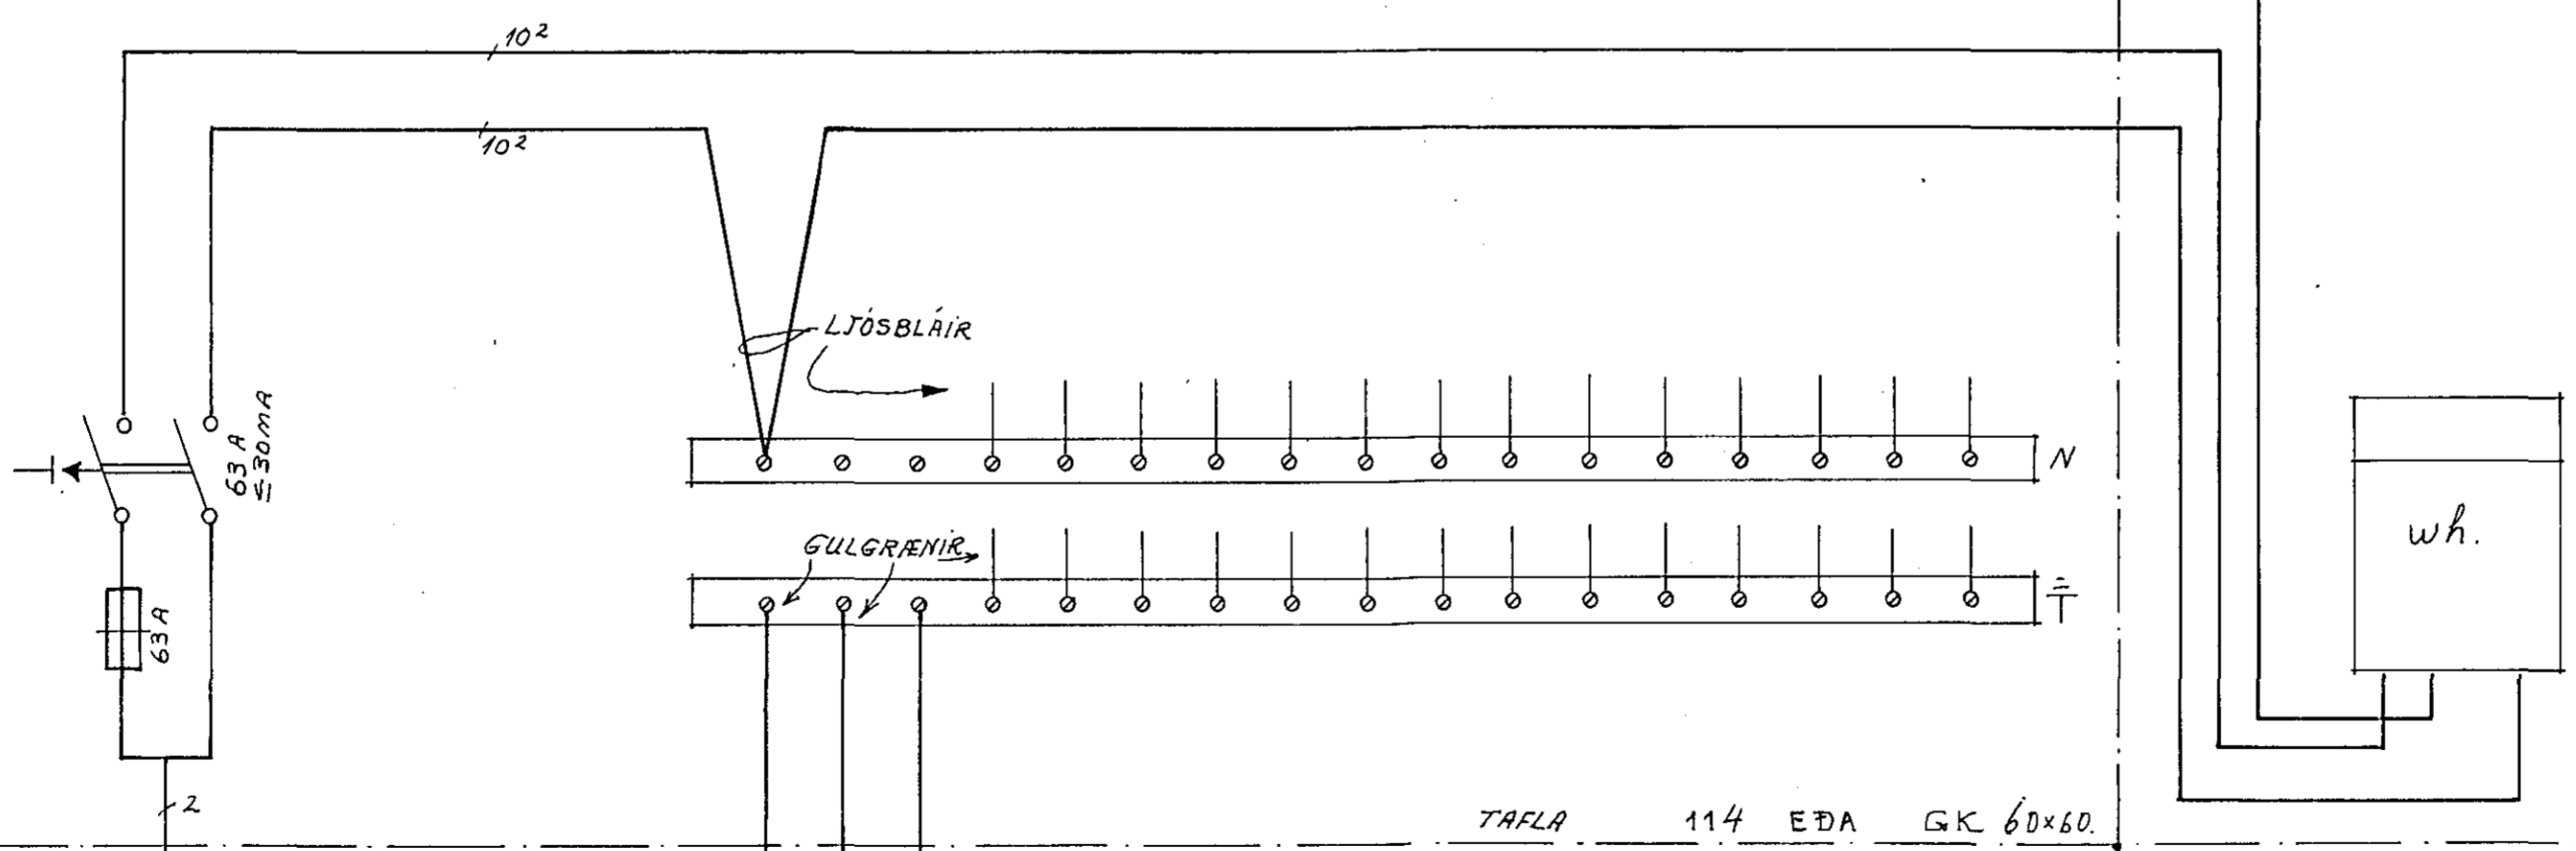 10²
10²
LJÓSBLÁIR
63 A
≤30mA
N
wh.
GULGRÆNIR
63 A
2
TAFLA 114 EÐA GK 60x60.